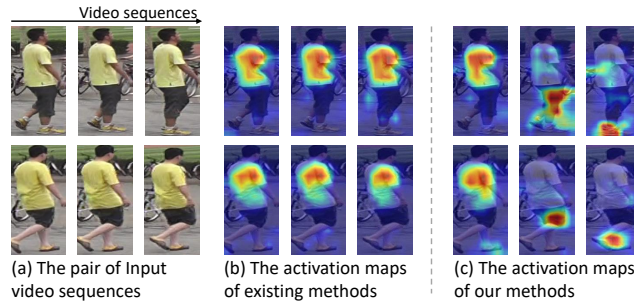 Video sequences
(a) The pair of Input
video sequences
(b) The activation maps
of existing methods
(c) The activation maps
of our methods